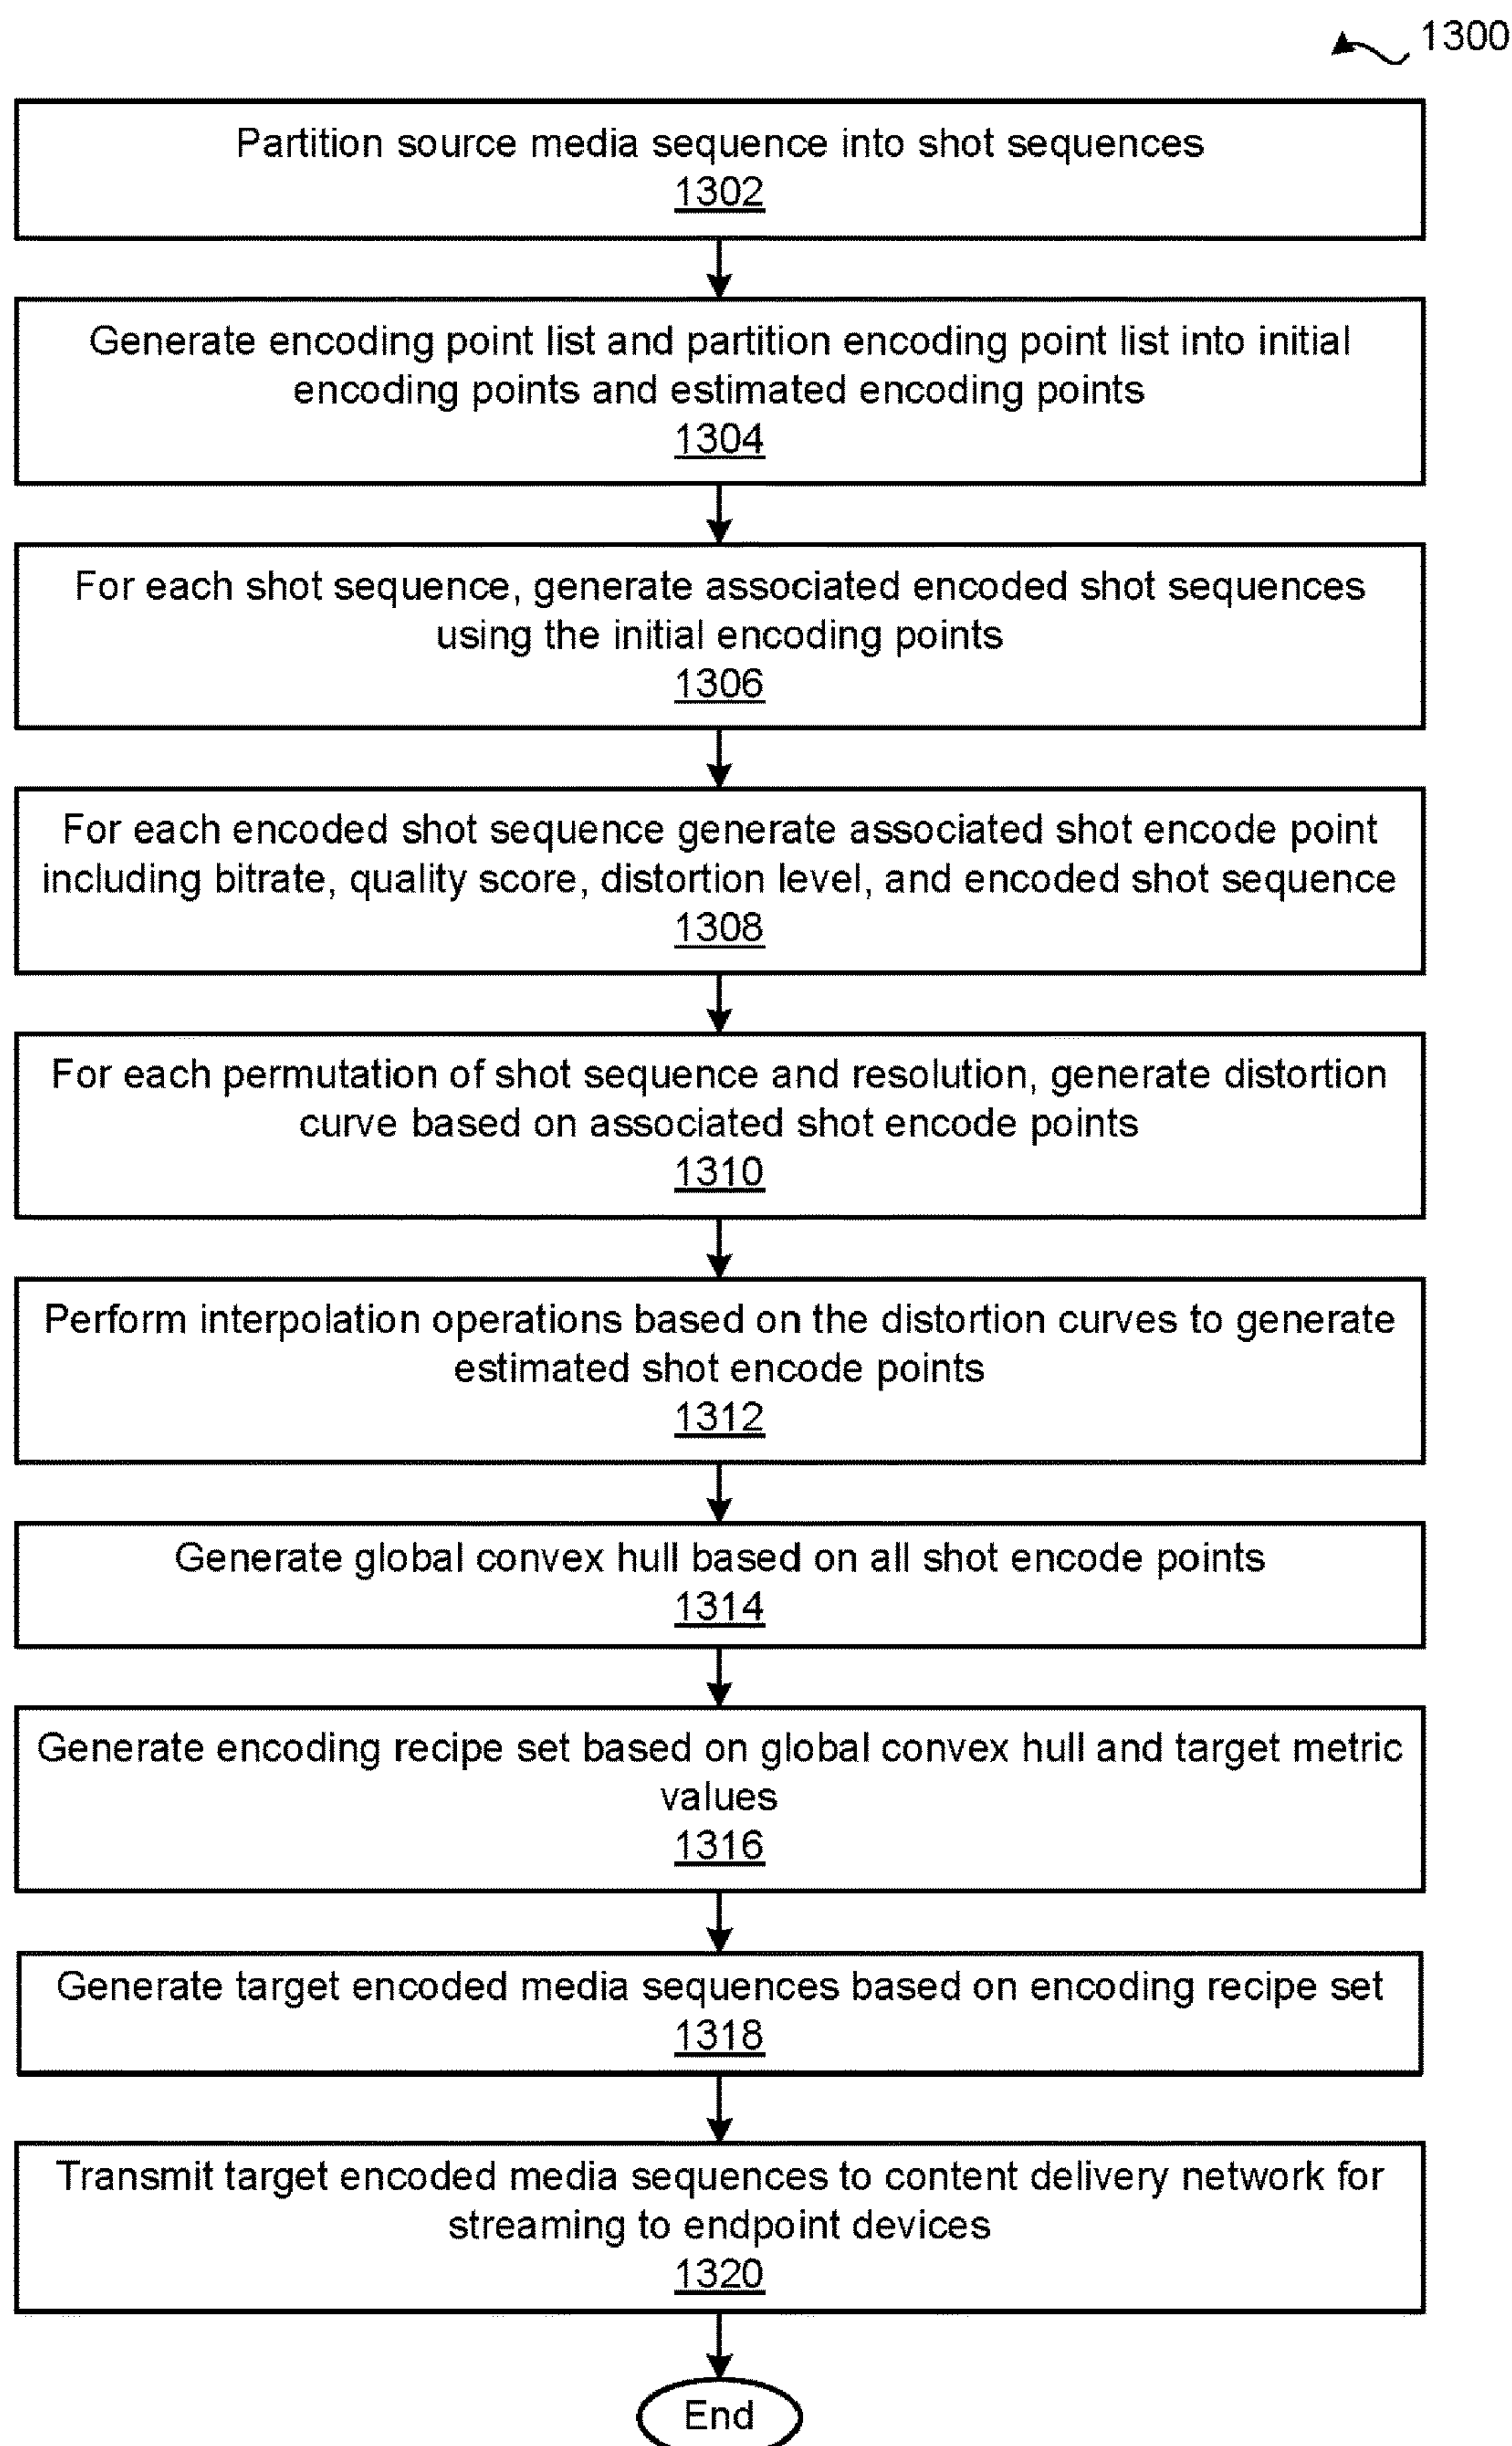 1300
Partition source media sequence into shot sequences
1302
Generate encoding point list and partition encoding point list into initial
encoding points and estimated encoding points
1304
For each shot sequence, generate associated encoded shot sequences
using the initial encoding points
1306
For each encoded shot sequence generate associated shot encode point
including bitrate, quality score, distortion level, and encoded shot sequence
1308
For each permutation of shot sequence and resolution, generate distortion
curve based on associated shot encode points
1310
Perform interpolation operations based on the distortion curves to generate
estimated shot encode points
1312
Generate global convex hull based on all shot encode points
1314
Generate encoding recipe set based on global convex hull and target metric
values
1316
Generate target encoded media sequences based on encoding recipe set
1318
Transmit target encoded media sequences to content delivery network for
streaming to endpoint devices
1320
End